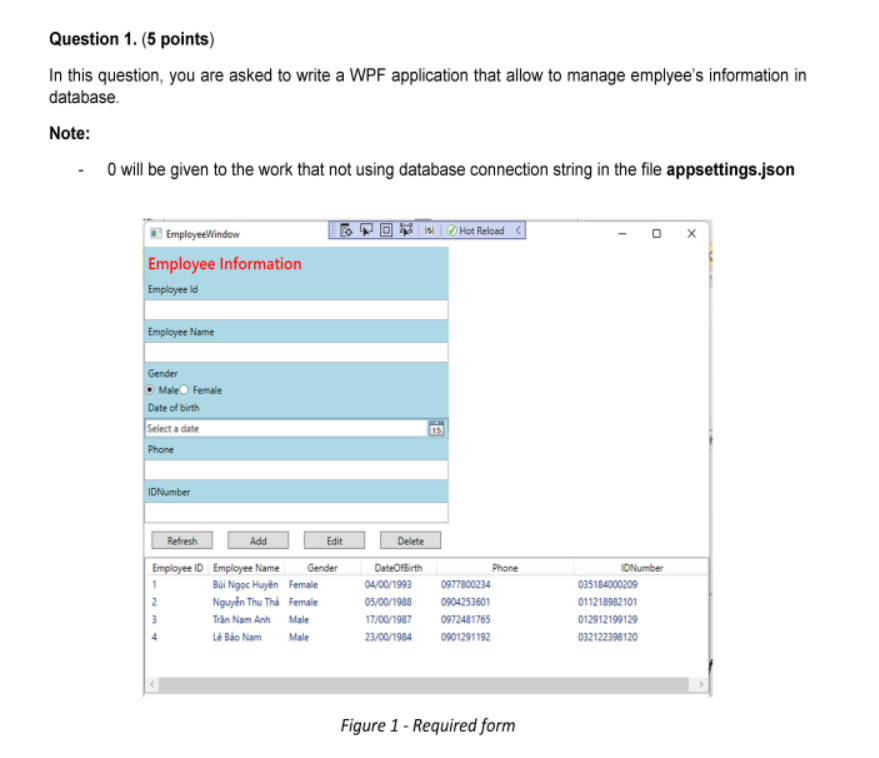 Question 1. (5 points)
In this question, you are asked to write a WPF application that allow to manage emplyee's information in
database.
Note:
- 0 will be given to the work that not using database connection string in the file appsettings.json
EmployeeWindow
Hot Reload
Employee Information
Employee Id
Employee Name
Gender
Male Female
Date of birth
Select a date 15
Phone
IDNumber
Refresh Add Edit Delete
Employee ID Employee Name Gender DateOfBirth Phone IDNumber
1 Bùi Ngọc Huyền Female 04/00/1993 0977800234 035184000209
2 Nguyễn Thu Thả Female 05/00/1988 0904253601 011218982101
3 Trần Nam Anh Male 17/00/1987 0972481765 012912199129
4 Lê Bảo Nam Male 23/00/1984 0901291192 032122398120
Figure 1 - Required form